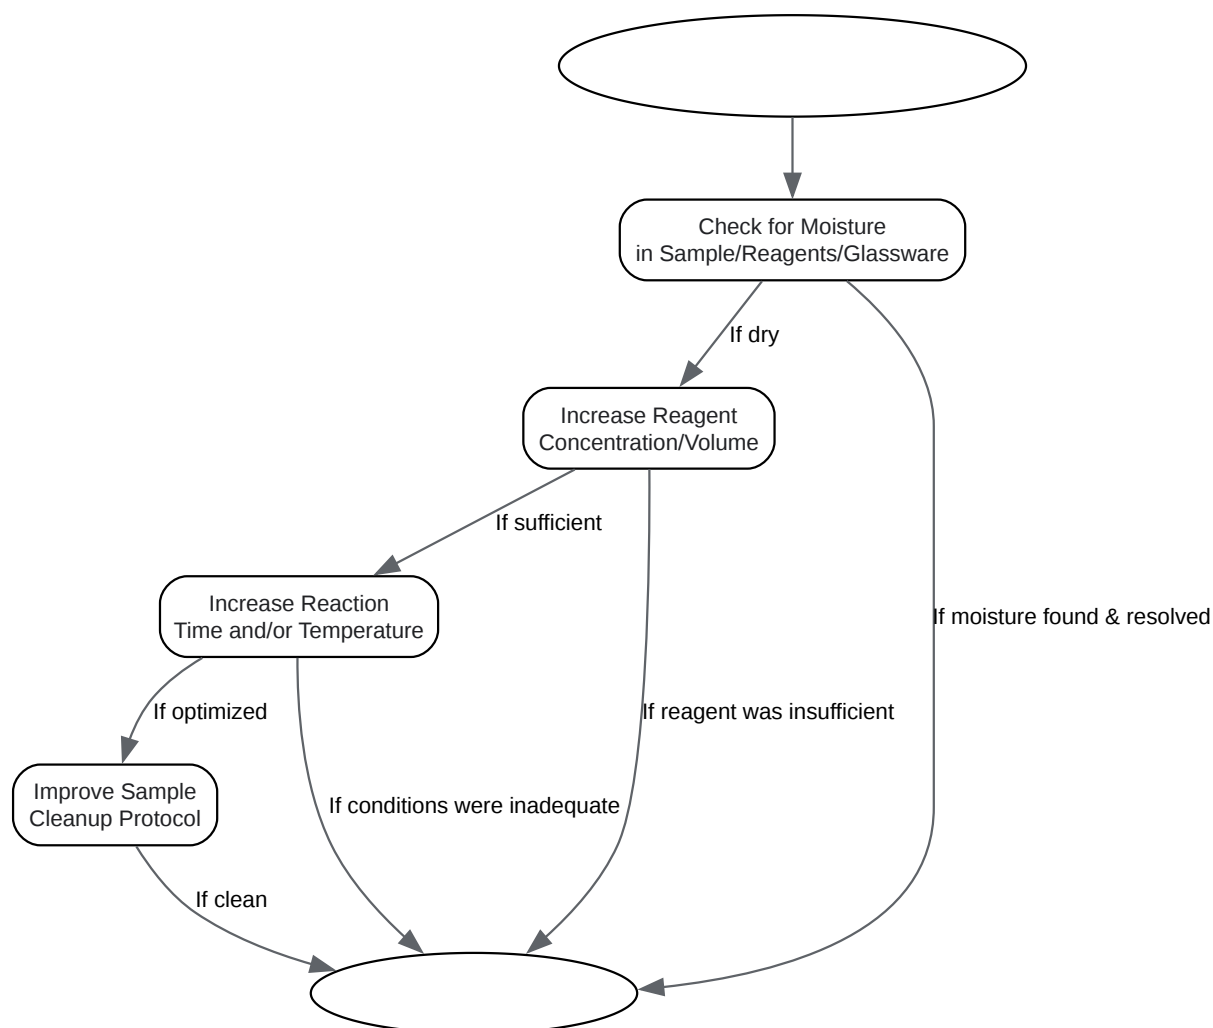 Check for Moisture
in Sample/Reagents/Glassware
If dry
Increase Reagent
Concentration/Volume
If sufficient
Increase Reaction
Time and/or Temperature
If moisture found & resolved
If optimized
If reagent was insufficient
Improve Sample
Cleanup Protocol
If conditions were inadequate
If clean